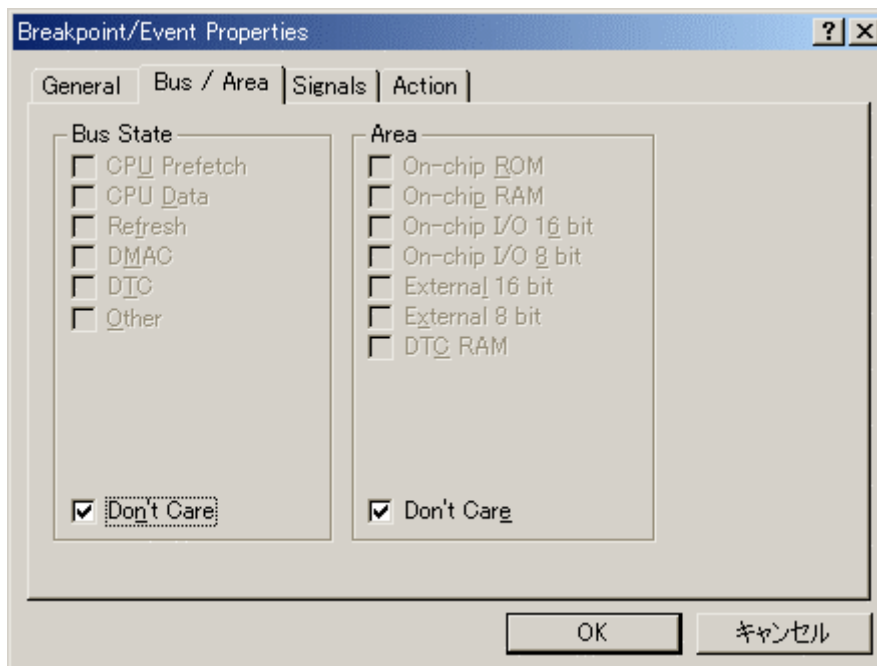 Breakpoint/Event Properties
General
Bus / Area
Signals
Action
Bus State
CPU Prefetch
CPU Data
Refresh
DMAC
DTC
Other
Don't Care
Area
On-chip ROM
On-chip RAM
On-chip I/O 16 bit
On-chip I/O 8 bit
External 16 bit
External 8 bit
DTC RAM
Don't Care
OK
キャンセル